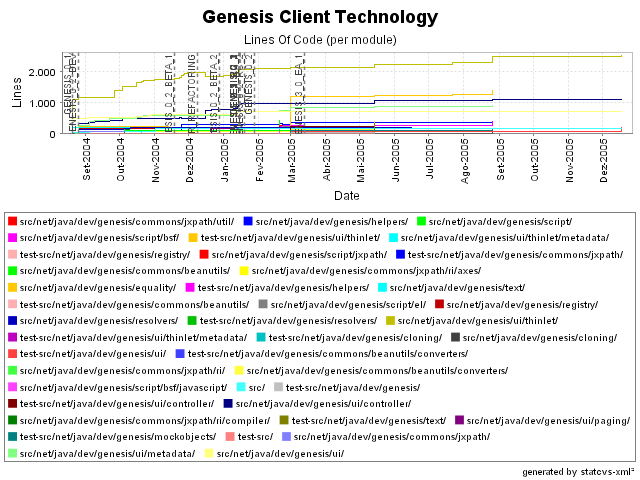 Genesis Client Technology
Lines Of Code (per module)
Lines
2.000
1.000
0
Set-2004
Out-2004
Nov-2004
Dez-2004
Jan-2005
Fev-2005
Mar-2005
Mar-2005
Mai-2005
Jun-2005
Jul-2005
Ago-2005
Set-2005
Out-2005
Nov-2005
Dez-2005
Date
src/net/java/dev/genesis/commons/jxpath/util/ src/net/java/dev/genesis/helpers/ src/net/java/dev/genesis/script/
src/net/java/dev/genesis/script/bsf/ test-src/net/java/dev/genesis/ui/thinlet/ src/net/java/dev/genesis/ui/thinlet/metadata/
test-src/net/java/dev/genesis/registry/ src/net/java/dev/genesis/script/jxpath/ test-src/net/java/dev/genesis/commons/jxpath/
src/net/java/dev/genesis/commons/beanutils/ src/net/java/dev/genesis/commons/jxpath/ri/axes/
src/net/java/dev/genesis/equality/ test-src/net/java/dev/genesis/helpers/ src/net/java/dev/genesis/text/
test-src/net/java/dev/genesis/commons/beanutils/ src/net/java/dev/genesis/script/el/ src/net/java/dev/genesis/registry/
src/net/java/dev/genesis/resolvers/ test-src/net/java/dev/genesis/resolvers/ src/net/java/dev/genesis/ui/thinlet/
test-src/net/java/dev/genesis/ui/thinlet/metadata/ test-src/net/java/dev/genesis/cloning/ src/net/java/dev/genesis/cloning/
test-src/net/java/dev/genesis/ui/ test-src/net/java/dev/genesis/commons/beanutils/converters/
src/net/java/dev/genesis/commons/jxpath/ri/ src/net/java/dev/genesis/commons/beanutils/converters/
src/net/java/dev/genesis/script/bsf/javascript/ src/ test-src/net/java/dev/genesis/
test-src/net/java/dev/genesis/ui/controller/ src/net/java/dev/genesis/ui/controller/
src/net/java/dev/genesis/commons/jxpath/ri/compiler/ test-src/net/java/dev/genesis/text/ src/net/java/dev/genesis/ui/paging/
test-src/net/java/dev/genesis/mockobjects/ test-src/ src/net/java/dev/genesis/commons/jxpath/
src/net/java/dev/genesis/ui/metadata/ src/net/java/dev/genesis/ui/
generated by statcvs-xml²